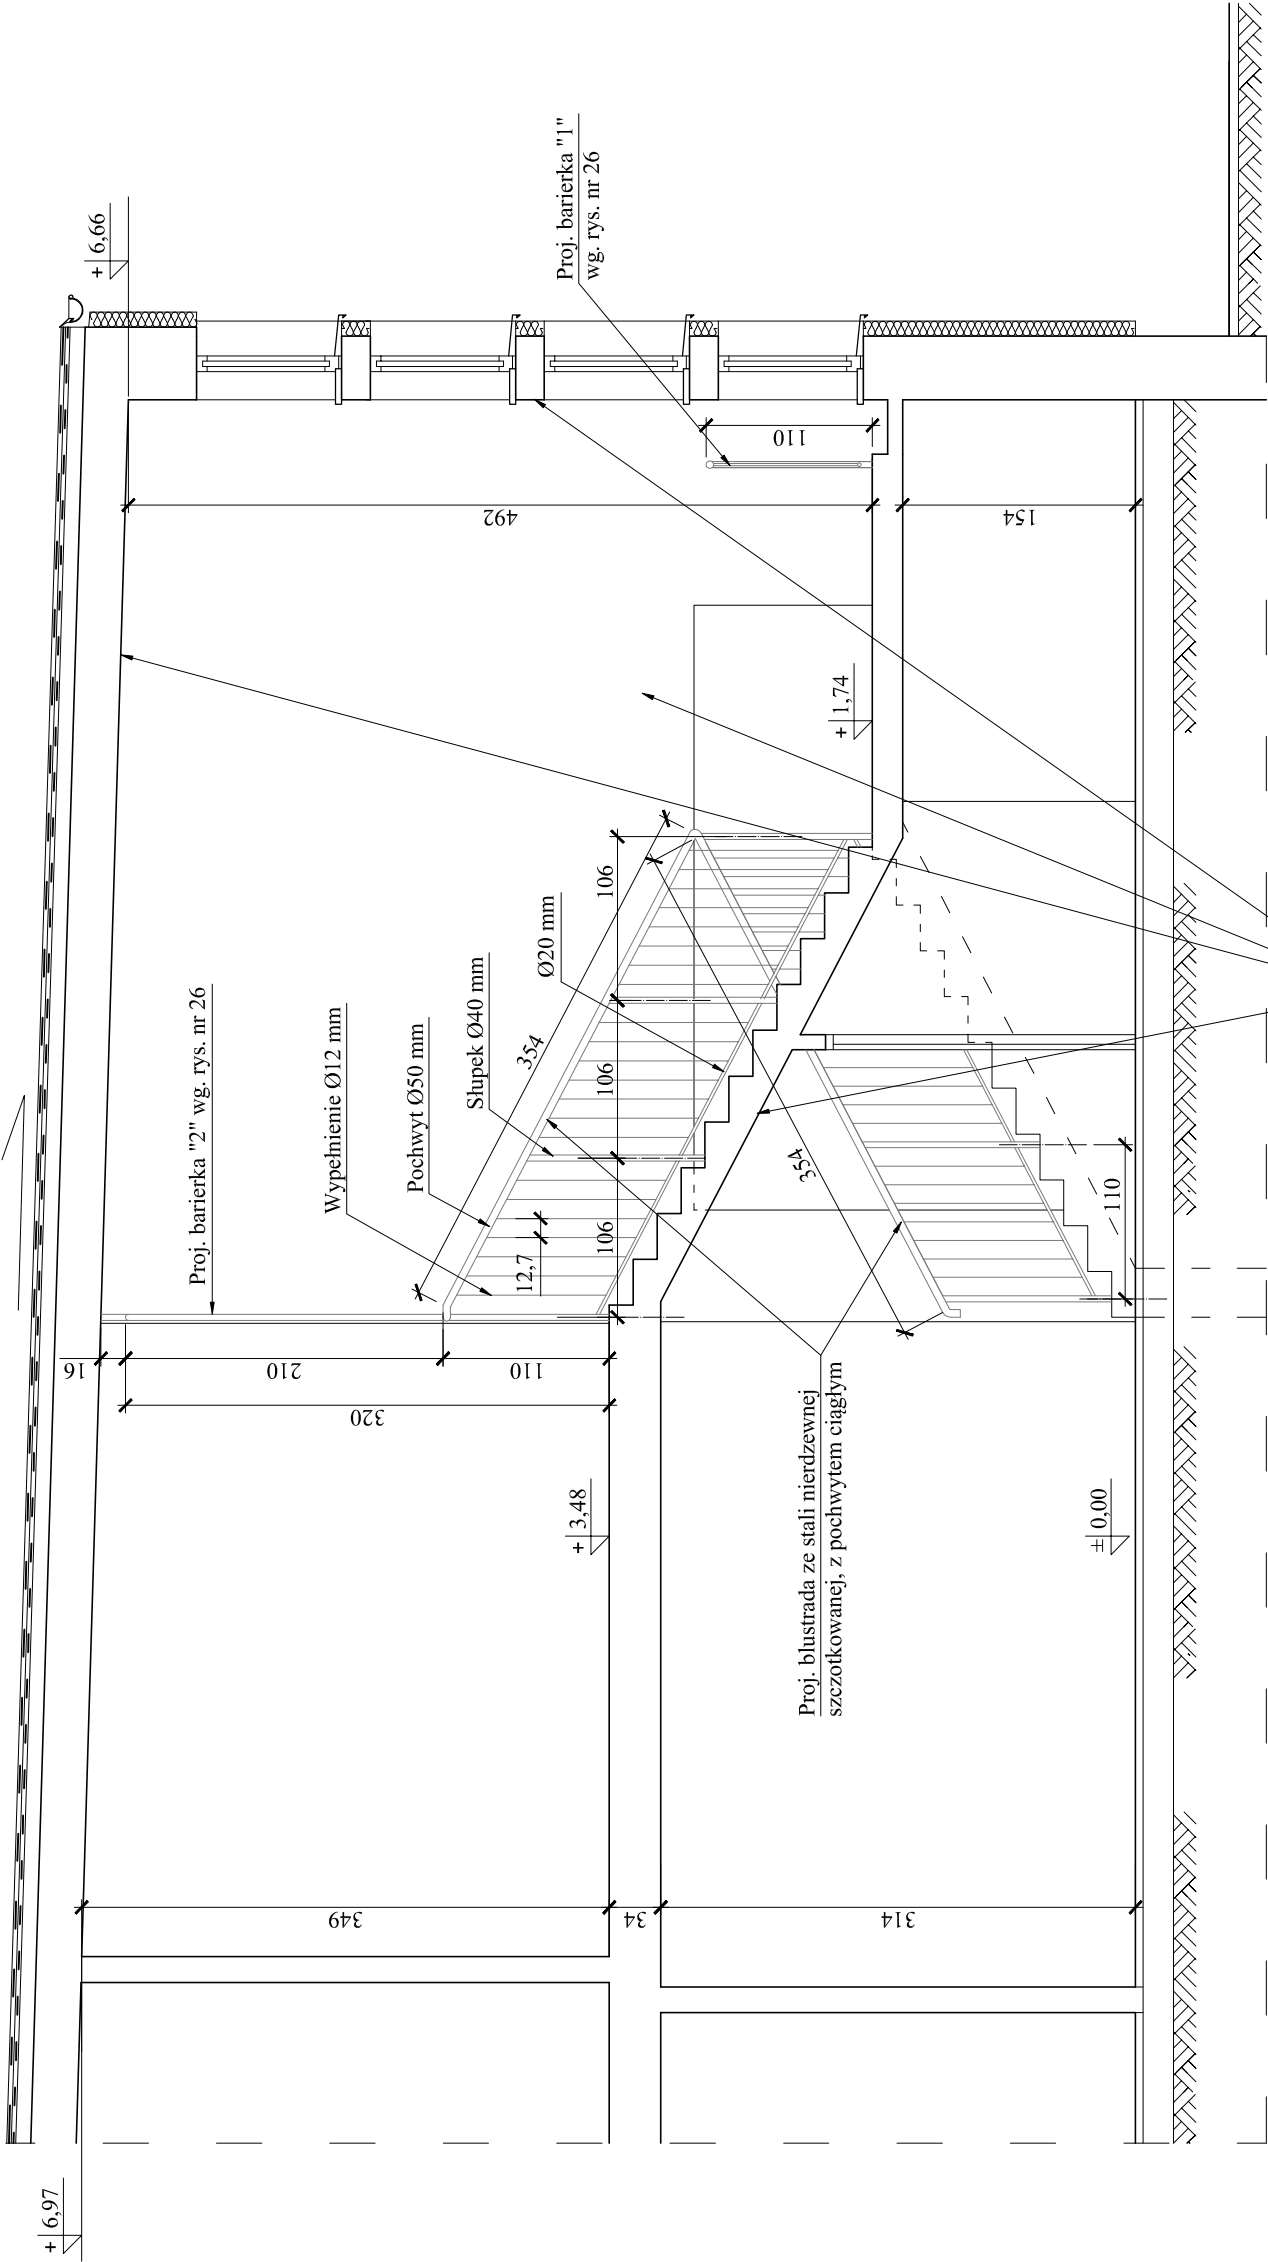 + 6,66
Proj. barierka "1"
wg. rys. nr 26
110
492
154
+ 1,74
106
106
106
354
Ø20 mm
Słupek Ø40 mm
Pochwyt Ø50 mm
Wypełnienie Ø12 mm
Proj. barierka "2" wg. rys. nr 26
12,7
354
110
16
210
110
320
+ 3,48
± 0,00
Proj. blustrada ze stali nierdzewnej
szczotkowanej, z pochwytem ciągłym
349
34
314
+ 6,97